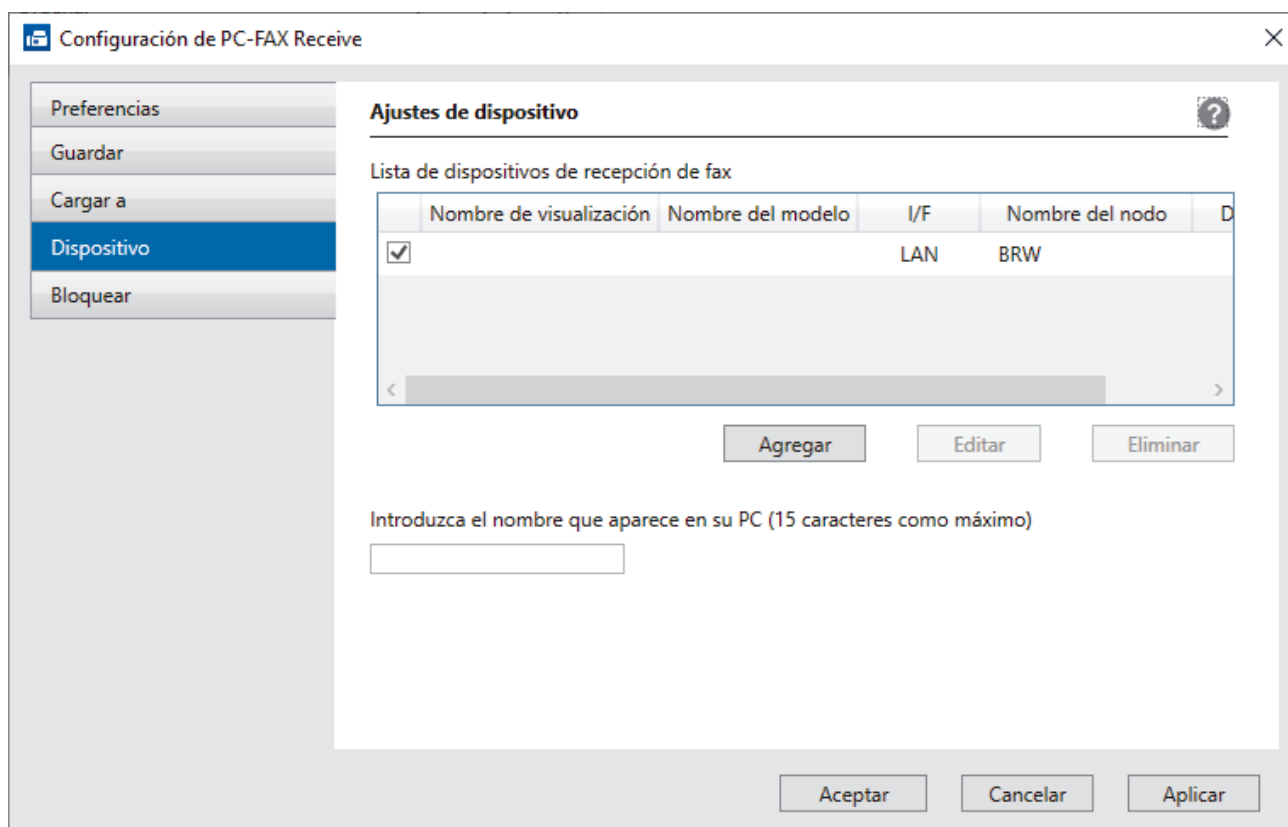 Configuración de PC-FAX Receive
Preferencias
Guardar
Cargar a
Dispositivo
Bloquear
Ajustes de dispositivo
Lista de dispositivos de recepción de fax
Nombre de visualización Nombre del modelo I/F Nombre del nodo D
LAN BRW
Agregar Editar Eliminar
Introduzca el nombre que aparece en su PC (15 caracteres como máximo)
Aceptar Cancelar Aplicar